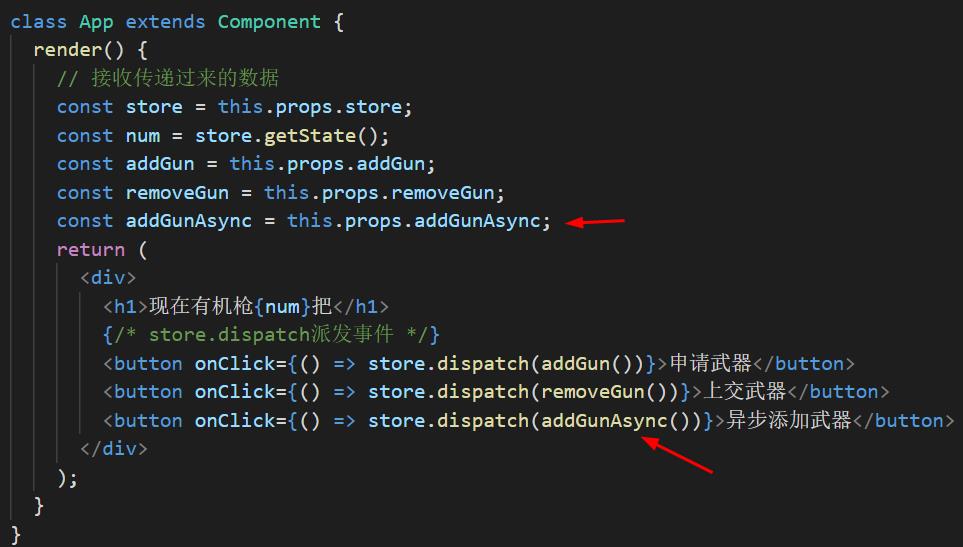 class App extends Component {
render() {
// 接收传递过来的数据
const store = this.props.store;
const num = store.getState();
const addGun = this.props.addGun;
const removeGun = this.props.removeGun;
const addGunAsync = this.props.addGunAsync;
return (
<div>
<h1>现在有机枪{num}把</h1>
{/* store.dispatch派发事件 */}
<button onClick={() => store.dispatch(addGun())}>申请武器</button>
<button onClick={() => store.dispatch(removeGun())}>上交武器</button>
<button onClick={() => store.dispatch(addGunAsync())}>异步添加武器</button>
</div>
);
}
}